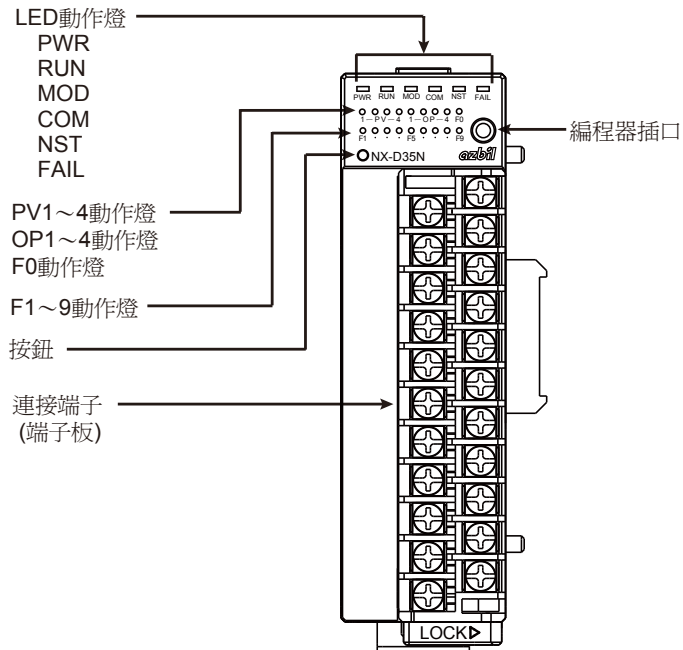 LED動作燈
PWR
RUN
MOD
COM
NST
FAIL
PV1～4動作燈
OP1～4動作燈
F0動作燈
F1～9動作燈
按鈕
連接端子
(端子板)
PWR RUN MOD COM NST FAIL
1－PV－4 1－OP－4 F0
F1 · · · F5 · · · F9
NX-D35N azbil
編程器插口
LOCK▷